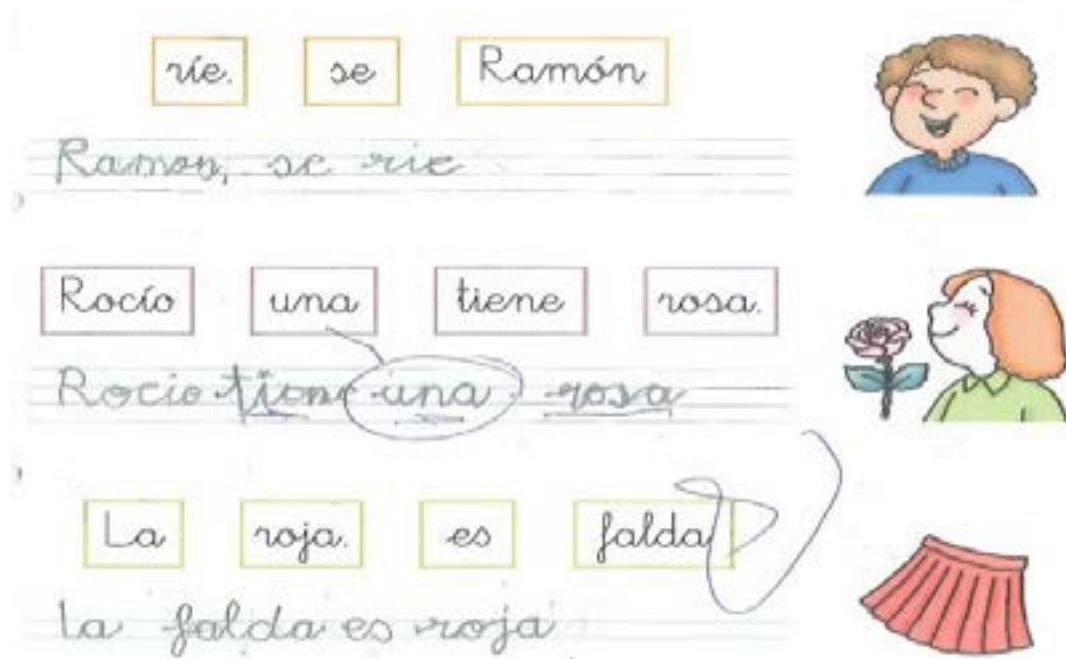 ríe. se Ramón
Ramon, se rie
Rocío una tiene rosa.
Rocio tiene una rosa
La roja. es falda
La falda es roja